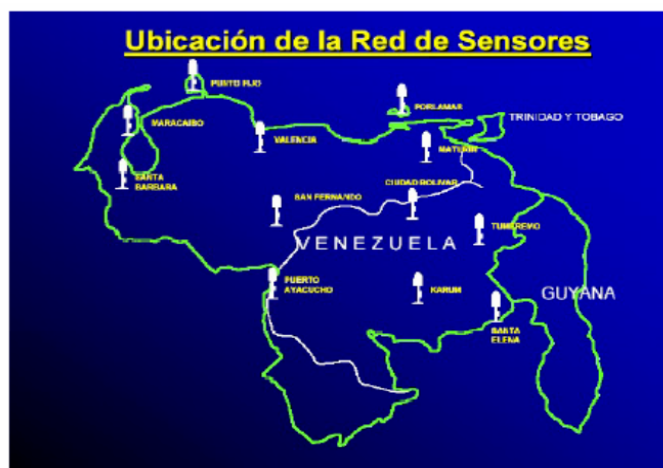 Ubicación de la Red de Sensores
PUNTO FIJO
PORLAMAR
MARACAIBO
TRINIDAD Y TOBAGO
VALENCIA
MATURIN
SANTA
BARBARA
CIUDAD BOLIVAR
SAN FERNANDO
TUMEREMO
VENEZUELA
PUERTO
AYACUCHO
KARUM
GUYANA
SANTA
ELENA